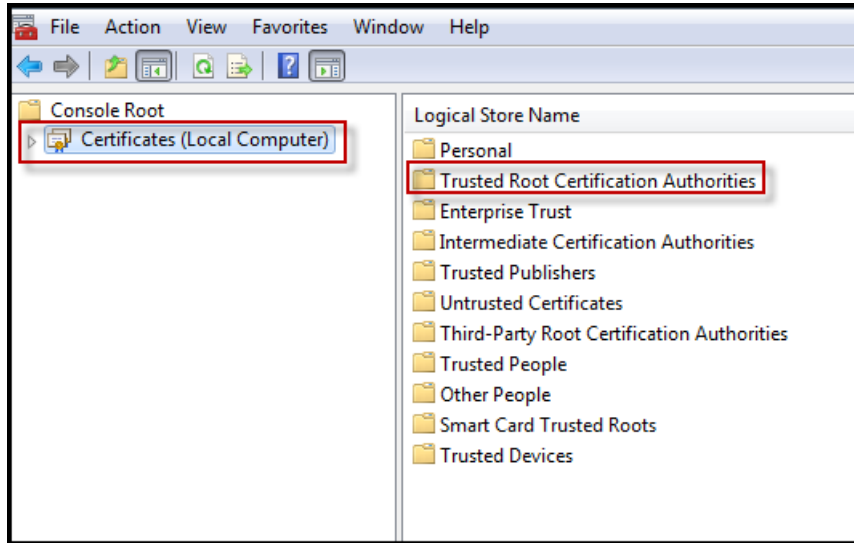 File Action View Favorites Window Help
Console Root
Certificates (Local Computer)
Logical Store Name
Personal
Trusted Root Certification Authorities
Enterprise Trust
Intermediate Certification Authorities
Trusted Publishers
Untrusted Certificates
Third-Party Root Certification Authorities
Trusted People
Other People
Smart Card Trusted Roots
Trusted Devices